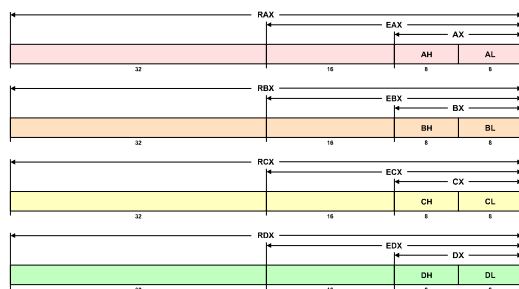 RAX
EAX
AX
AH AL
32 16 8 8
RBX
EBX
BX
BH BL
32 16 8 8
RCX
ECX
CX
CH CL
32 16 8 8
RDX
EDX
DX
DH DL